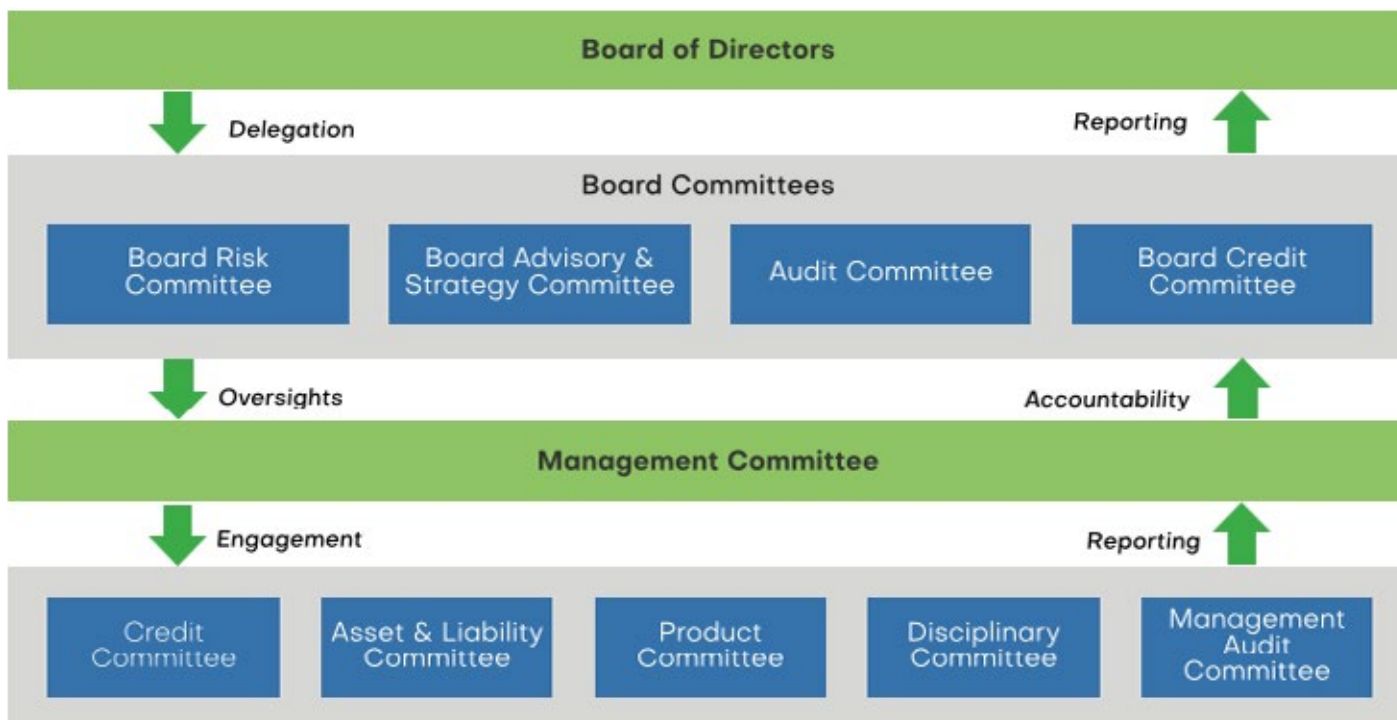 Board of Directors
Delegation
Reporting
Board Committees
Board Risk
Committee
Board Advisory &
Strategy Committee
Audit Committee
Board Credit
Committee
Oversights
Accountability
Management Committee
Engagement
Reporting
Credit
Committee
Asset & Liability
Committee
Product
Committee
Disciplinary
Committee
Management
Audit
Committee